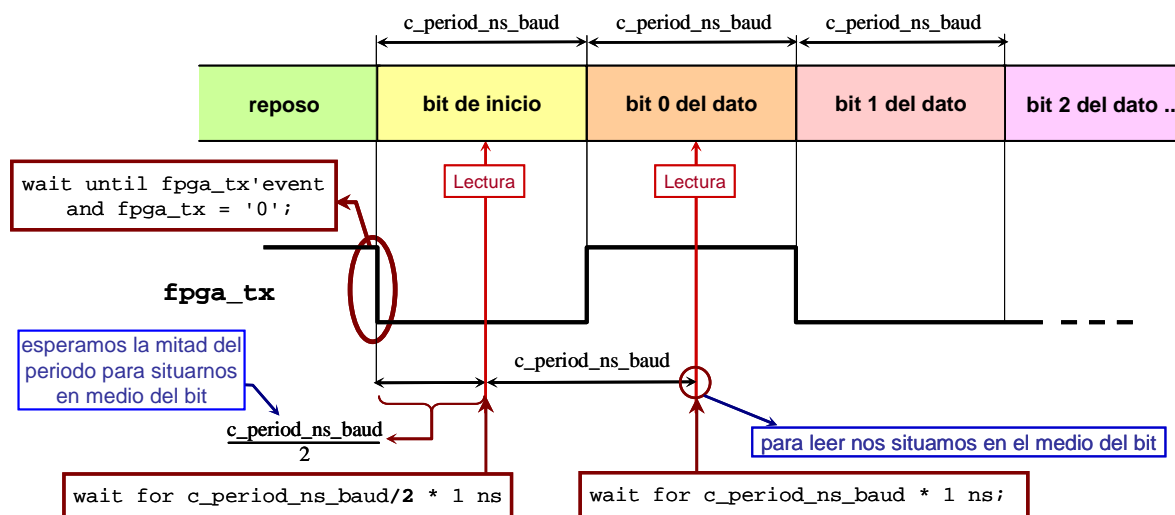 c_period_ns_baud
c_period_ns_baud
c_period_ns_baud
reposo
bit de inicio
bit 0 del dato
bit 1 del dato
bit 2 del dato ..
Lectura
Lectura
wait until fpga_tx'event
and fpga_tx = '0';
fpga_tx
esperamos la mitad del
periodo para situarnos
en medio del bit
c_period_ns_baud
c_period_ns_baud
2
para leer nos situamos en el medio del bit
wait for c_period_ns_baud/2 * 1 ns
wait for c_period_ns_baud * 1 ns;